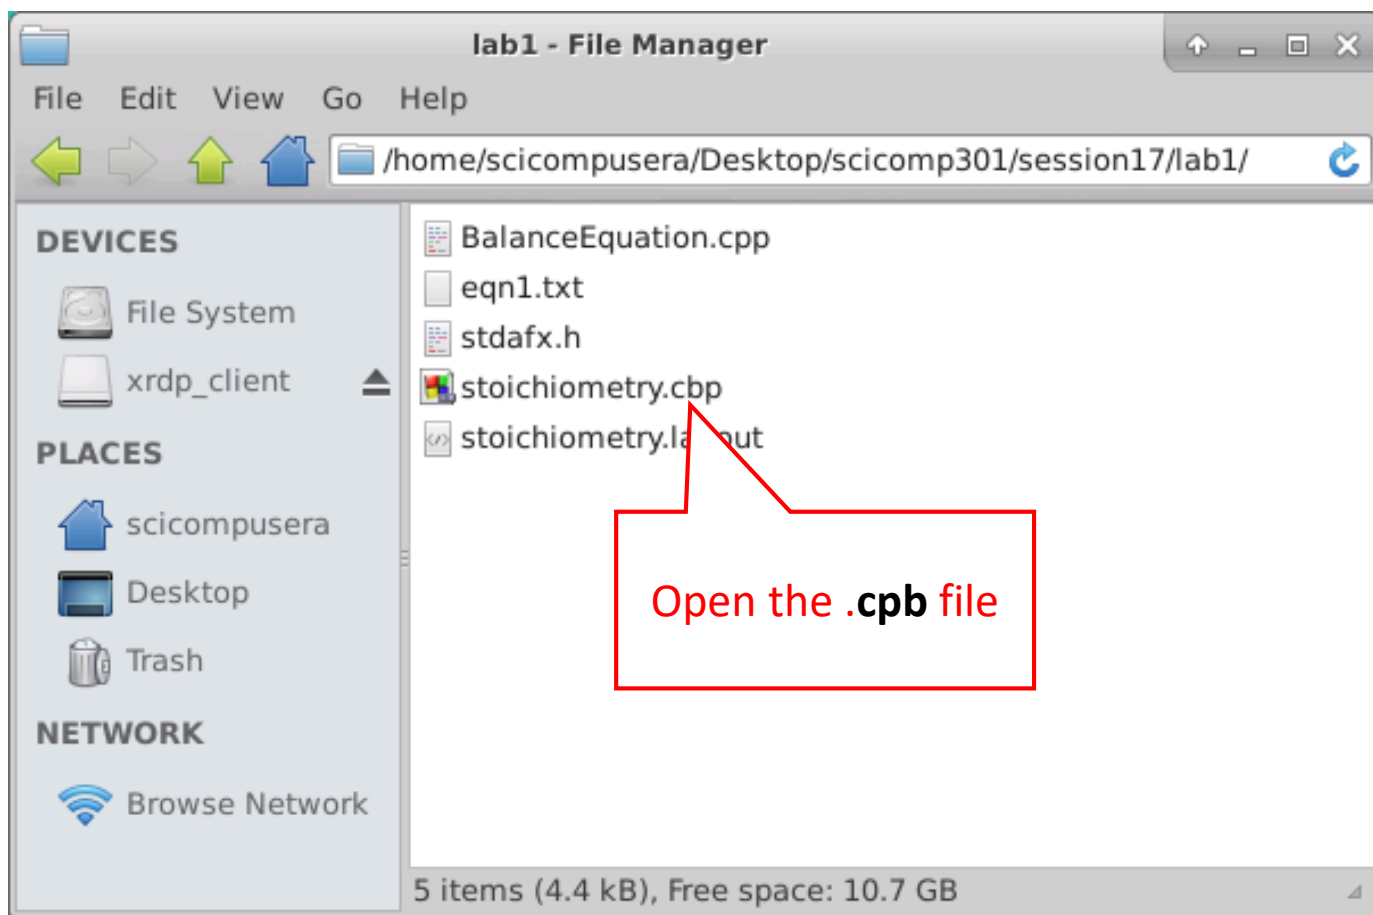 lab1 - File Manager
File Edit View Go Help
/home/scicompusera/Desktop/scicomp301/session17/lab1/
DEVICES
File System
xrdp_client
PLACES
scicompusera
Desktop
Trash
NETWORK
Browse Network
BalanceEquation.cpp
eqn1.txt
stdafx.h
stoichiometry.cbp
stoichiometry.layout
Open the .cpb file
5 items (4.4 kB), Free space: 10.7 GB